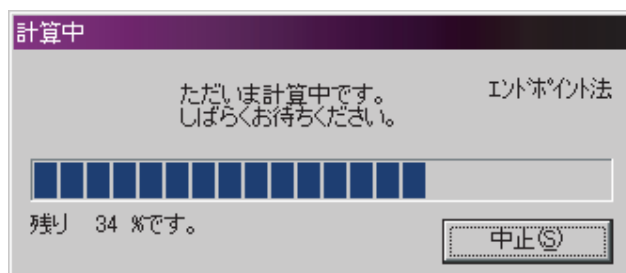 計算中
ただいま計算中です。
しばらくお待ちください。
エンドポイント法
残り 34 %です。
中止(S)